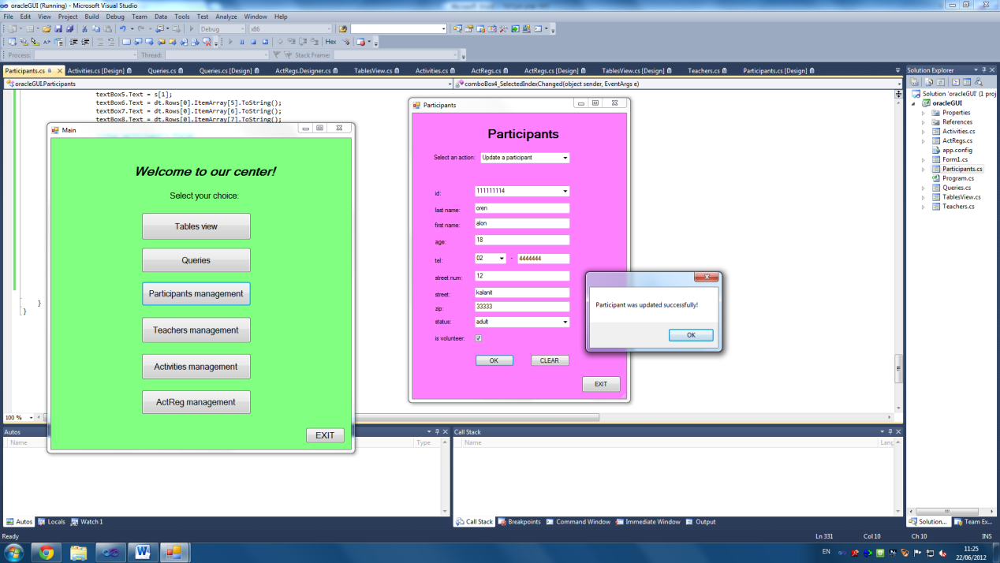 oracleGUI (Running) - Microsoft Visual Studio
File Edit View Project Build Debug Team Data Tools Test Analyze Window Help
Debug x86
Hex
Process: Thread: Stack Frame:
Participants.cs Activities.cs [Design] Queries.cs Queries.cs [Design] ActRegs.Designer.cs TablesView.cs Activities.cs ActRegs.cs ActRegs.cs [Design] TablesView.cs [Design] Teachers.cs Participants.cs [Design]
oracleGUI.Participants comboBox4_SelectedIndexChanged(object sender, EventArgs e)
textBox5.Text = s[1];
textBox6.Text = dt.Rows[0].ItemArray[5].ToString();
textBox7.Text = dt.Rows[0].ItemArray[6].ToString();
textBox8.Text = dt.Rows[0].ItemArray[7].ToString();
}
}
100 %
Main
Welcome to our center!
Select your choice:
Tables view
Queries
Participants management
Teachers management
Activities management
ActReg management
EXIT
Participants
Participants
Select an action: Update a participant
id: 111111114
last name: oren
first name: alon
age: 18
tel: 02 - 4444444
street num: 12
street: kalanit
zip: 33333
status: adult
is volunteer:
OK CLEAR
EXIT
Participant was updated successfully!
OK
Solution Explorer
Solution 'oracleGUI' (1 proj
oracleGUI
Properties
References
Activities.cs
ActRegs.cs
app.config
Form1.cs
Participants.cs
Program.cs
Queries.cs
TablesView.cs
Teachers.cs
Autos
Name Type
Call Stack
Name Lang
Autos Locals Watch 1
Call Stack Breakpoints Command Window Immediate Window Output
Solution... Team Ex...
Ready Ln 331 Col 10 Ch 10 INS
EN
11:25
22/06/2012